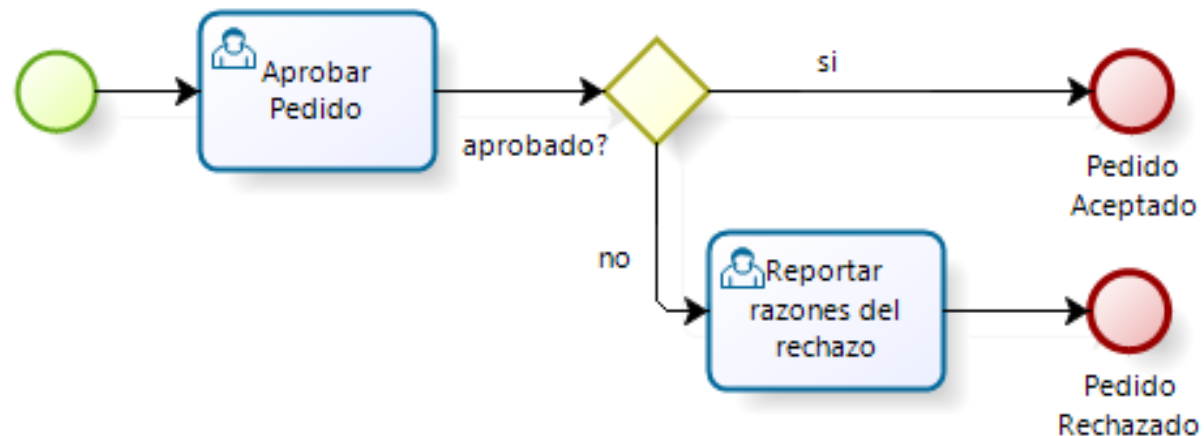 Aprobar
Pedido
aprobado?
si
Pedido
Aceptado
no
Reportar
razones del
rechazo
Pedido
Rechazado